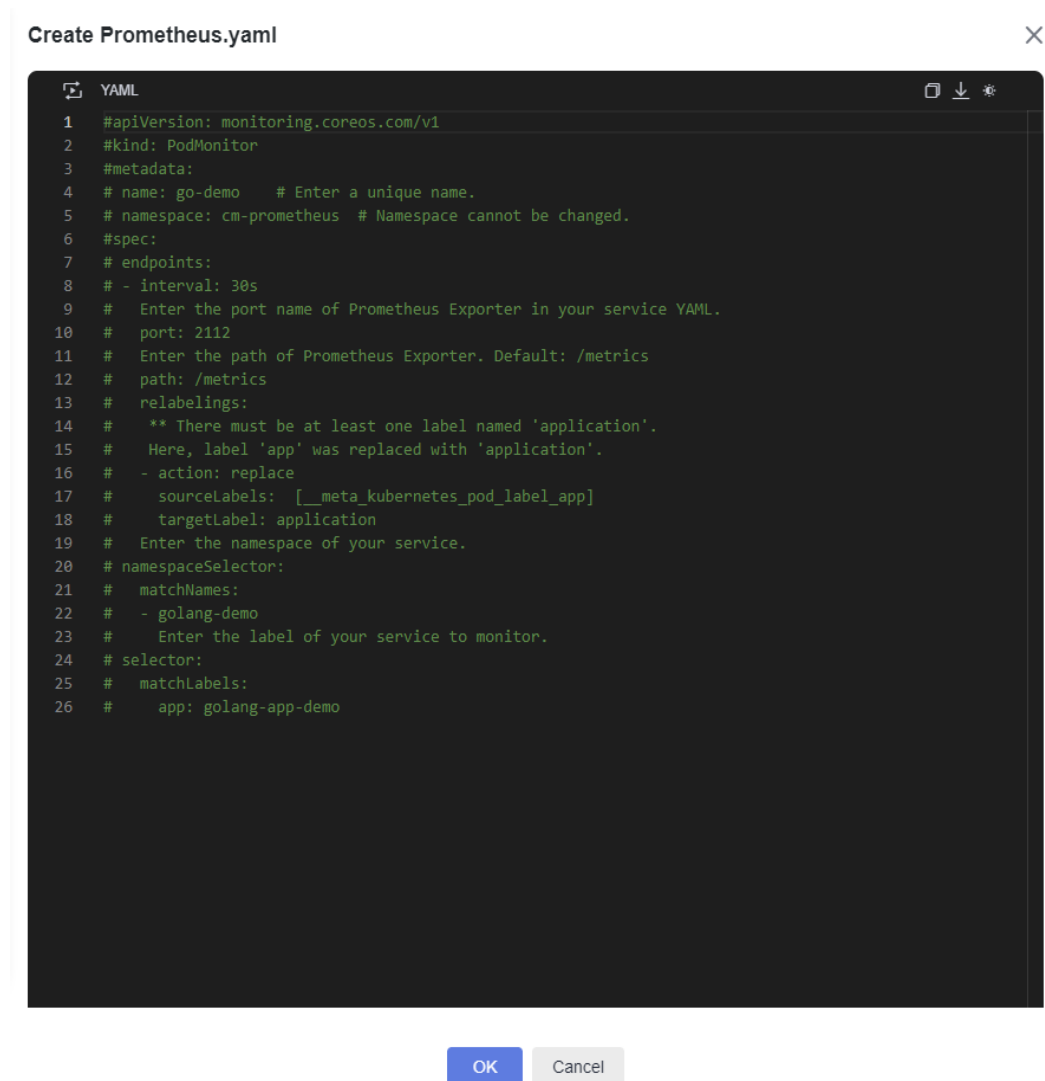 Create Prometheus.yaml
YAML
1 #apiVersion: monitoring.coreos.com/v1
2 #kind: PodMonitor
3 #metadata:
4 # name: go-demo    # Enter a unique name.
5 # namespace: cm-prometheus  # Namespace cannot be changed.
6 #spec:
7 # endpoints:
8 # - interval: 30s
9 #   Enter the port name of Prometheus Exporter in your service YAML.
10 #   port: 2112
11 #   Enter the path of Prometheus Exporter. Default: /metrics
12 #   path: /metrics
13 #   relabelings:
14 #    ** There must be at least one label named 'application'.
15 #    Here, label 'app' was replaced with 'application'.
16 #   - action: replace
17 #     sourceLabels:  [__meta_kubernetes_pod_label_app]
18 #     targetLabel: application
19 #   Enter the namespace of your service.
20 # namespaceSelector:
21 #   matchNames:
22 #   - golang-demo
23 #     Enter the label of your service to monitor.
24 # selector:
25 #   matchLabels:
26 #     app: golang-app-demo
OK
Cancel